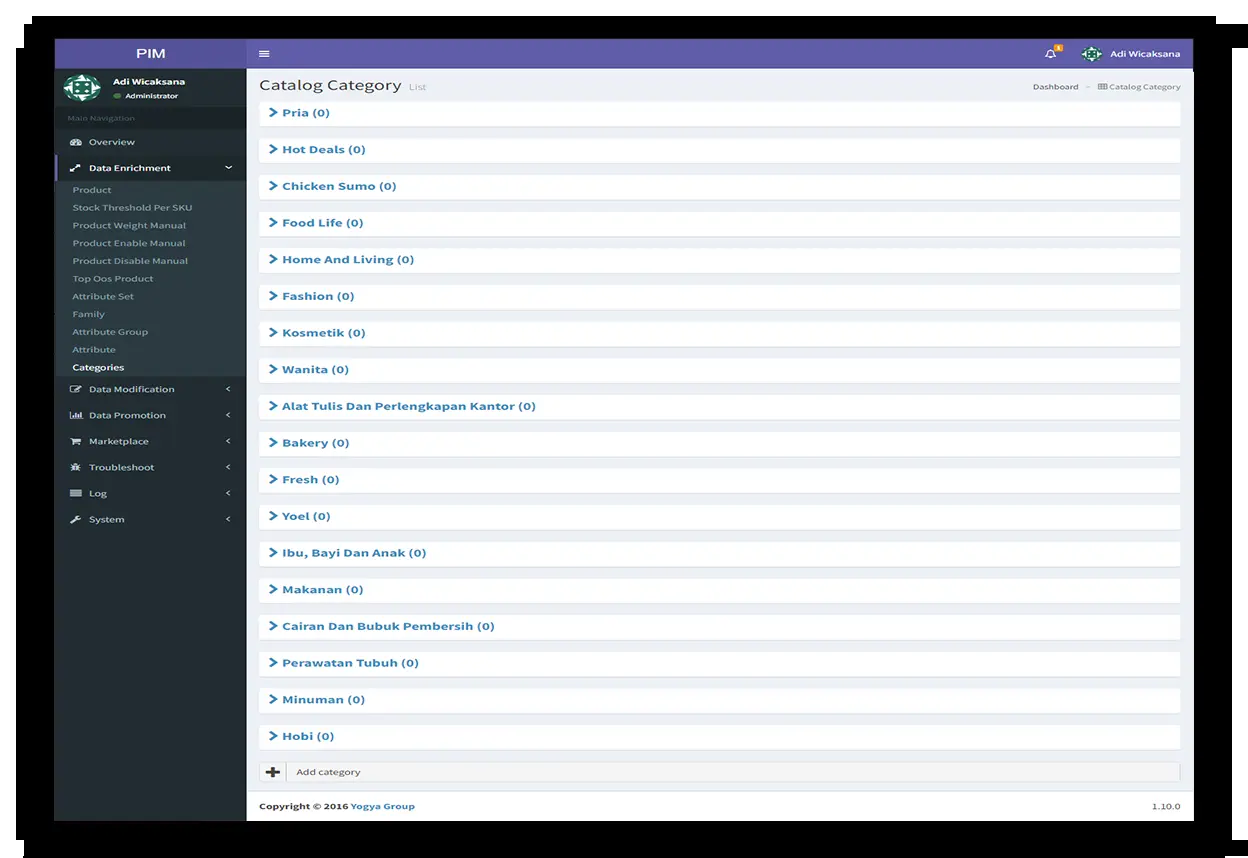 PIM
1
Adi Wicaksana
Adi Wicaksana
Administrator
Main Navigation
Overview
Data Enrichment
Product
Stock Threshold Per SKU
Product Weight Manual
Product Enable Manual
Product Disable Manual
Top Oos Product
Attribute Set
Family
Attribute Group
Attribute
Categories
Data Modification
Data Promotion
Marketplace
Troubleshoot
Log
System
Catalog Category List
Dashboard > Catalog Category
Pria (0)
Hot Deals (0)
Chicken Sumo (0)
Food Life (0)
Home And Living (0)
Fashion (0)
Kosmetik (0)
Wanita (0)
Alat Tulis Dan Perlengkapan Kantor (0)
Bakery (0)
Fresh (0)
Yoel (0)
Ibu, Bayi Dan Anak (0)
Makanan (0)
Cairan Dan Bubuk Pembersih (0)
Perawatan Tubuh (0)
Minuman (0)
Hobi (0)
Add category
Copyright © 2016 Yogya Group
1.10.0